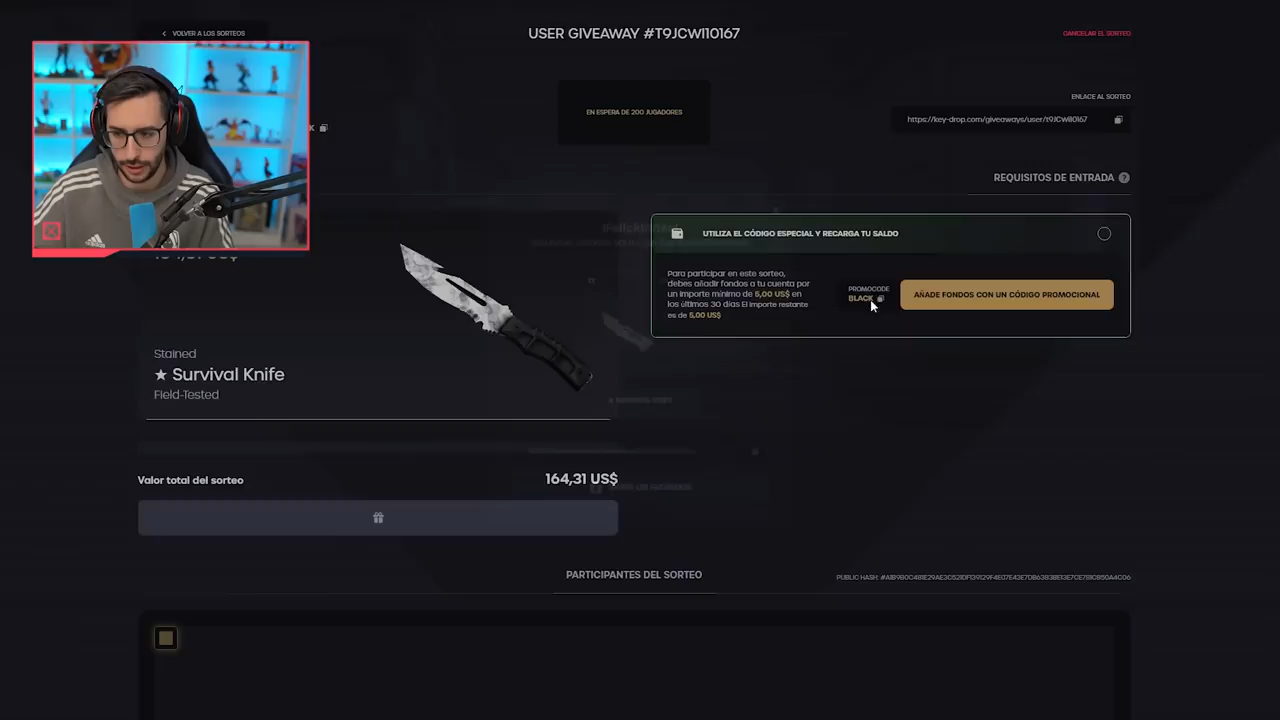 VOLVER A LOS SORTEOS
USER GIVEAWAY #T9JCWI10167
CANCELAR EL SORTEO
EN ESPERA DE 200 JUGADORES
ENLACE AL SORTEO
https://key-drop.com/giveaways/user/t9JCWi10167
REQUISITOS DE ENTRADA
UTILIZA EL CÓDIGO ESPECIAL Y RECARGA TU SALDO
Para participar en este sorteo,
debes añadir fondos a tu cuenta por
un importe mínimo de 5,00 US$ en
los últimos 30 días El importe restante
es de 5,00 US$
PROMOCODE
BLACK
AÑADE FONDOS CON UN CÓDIGO PROMOCIONAL
Stained
★ Survival Knife
Field-Tested
Valor total del sorteo
164,31 US$
PARTICIPANTES DEL SORTEO
PUBLIC HASH: